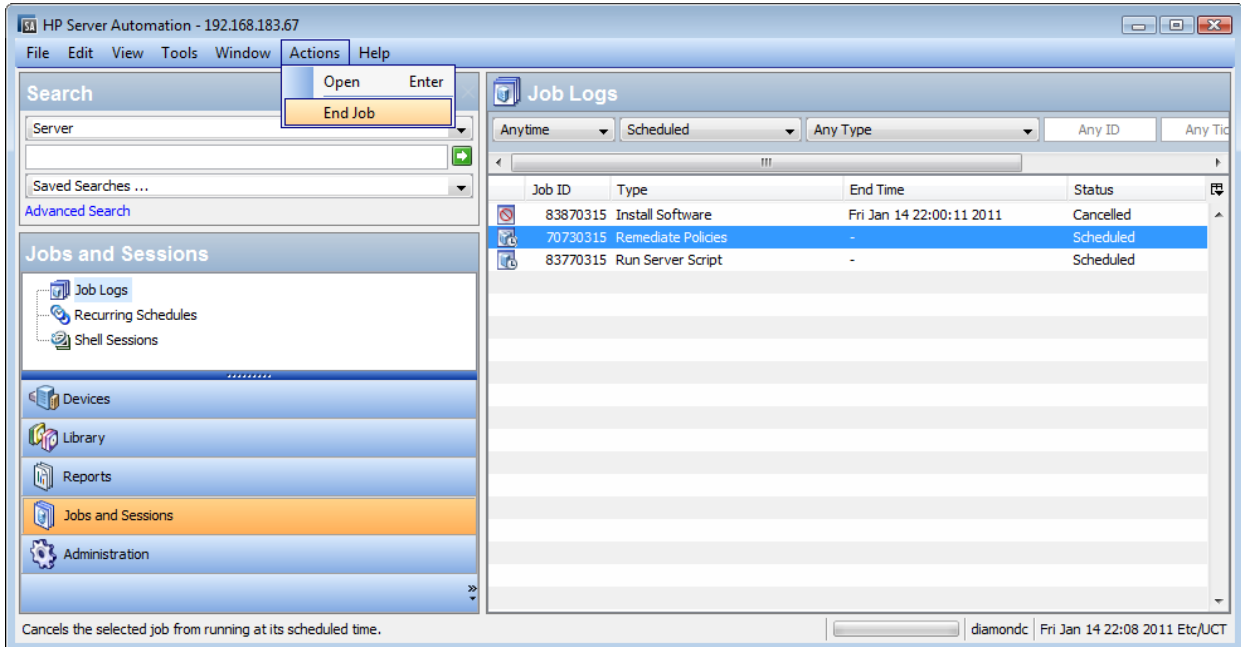 HP Server Automation - 192.168.183.67
File Edit View Tools Window Actions Help
Open Enter
End Job
Search
Server
Saved Searches ...
Advanced Search
Jobs and Sessions
Job Logs
Recurring Schedules
Shell Sessions
Devices
Library
Reports
Jobs and Sessions
Administration
Job Logs
Anytime Scheduled Any Type Any ID Any Tic
Job ID Type End Time Status
83870315 Install Software Fri Jan 14 22:00:11 2011 Cancelled
70730315 Remediate Policies - Scheduled
83770315 Run Server Script - Scheduled
Cancels the selected job from running at its scheduled time. diamondc Fri Jan 14 22:08 2011 Etc/UCT